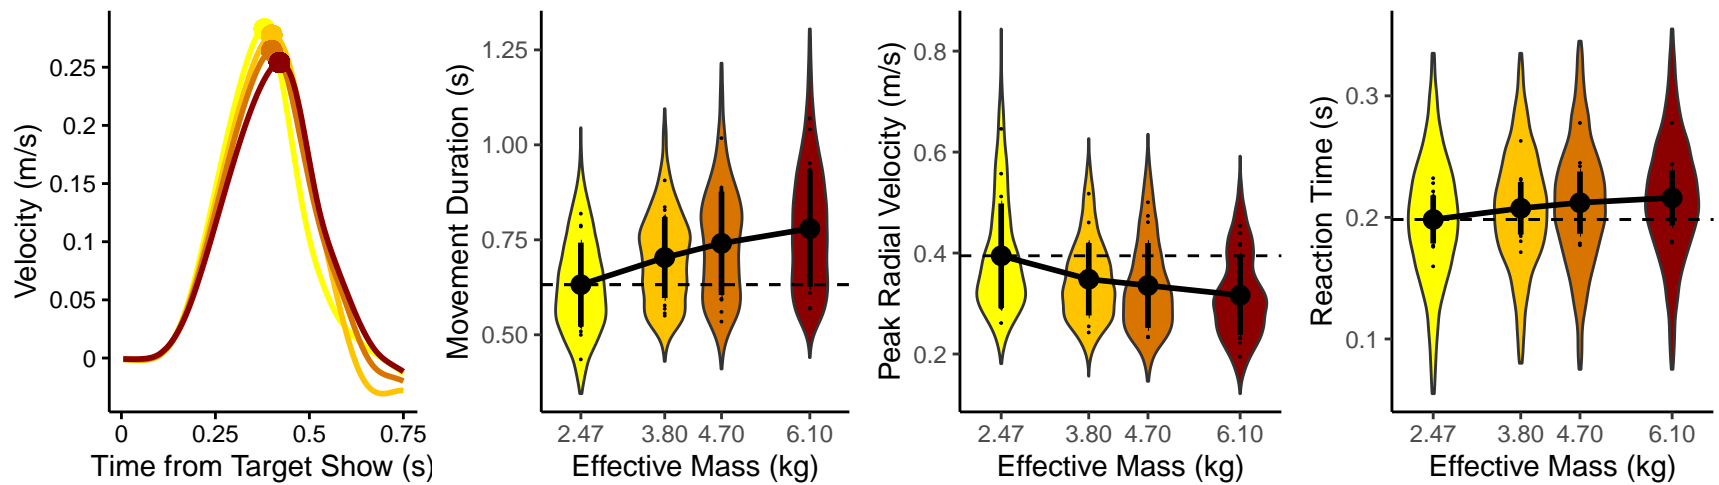 Velocity (m/s)
0.25
0.2
0.15
0.1
0.05
0
0 0.25 0.5 0.75
Time from Target Show (s)
Movement Duration (s)
1.25
1.00
0.75
0.50
2.47 3.80 4.70 6.10
Effective Mass (kg)
Peak Radial Velocity (m/s)
0.8
0.6
0.4
0.2
2.47 3.80 4.70 6.10
Effective Mass (kg)
Reaction Time (s)
0.3
0.2
0.1
2.47 3.80 4.70 6.10
Effective Mass (kg)